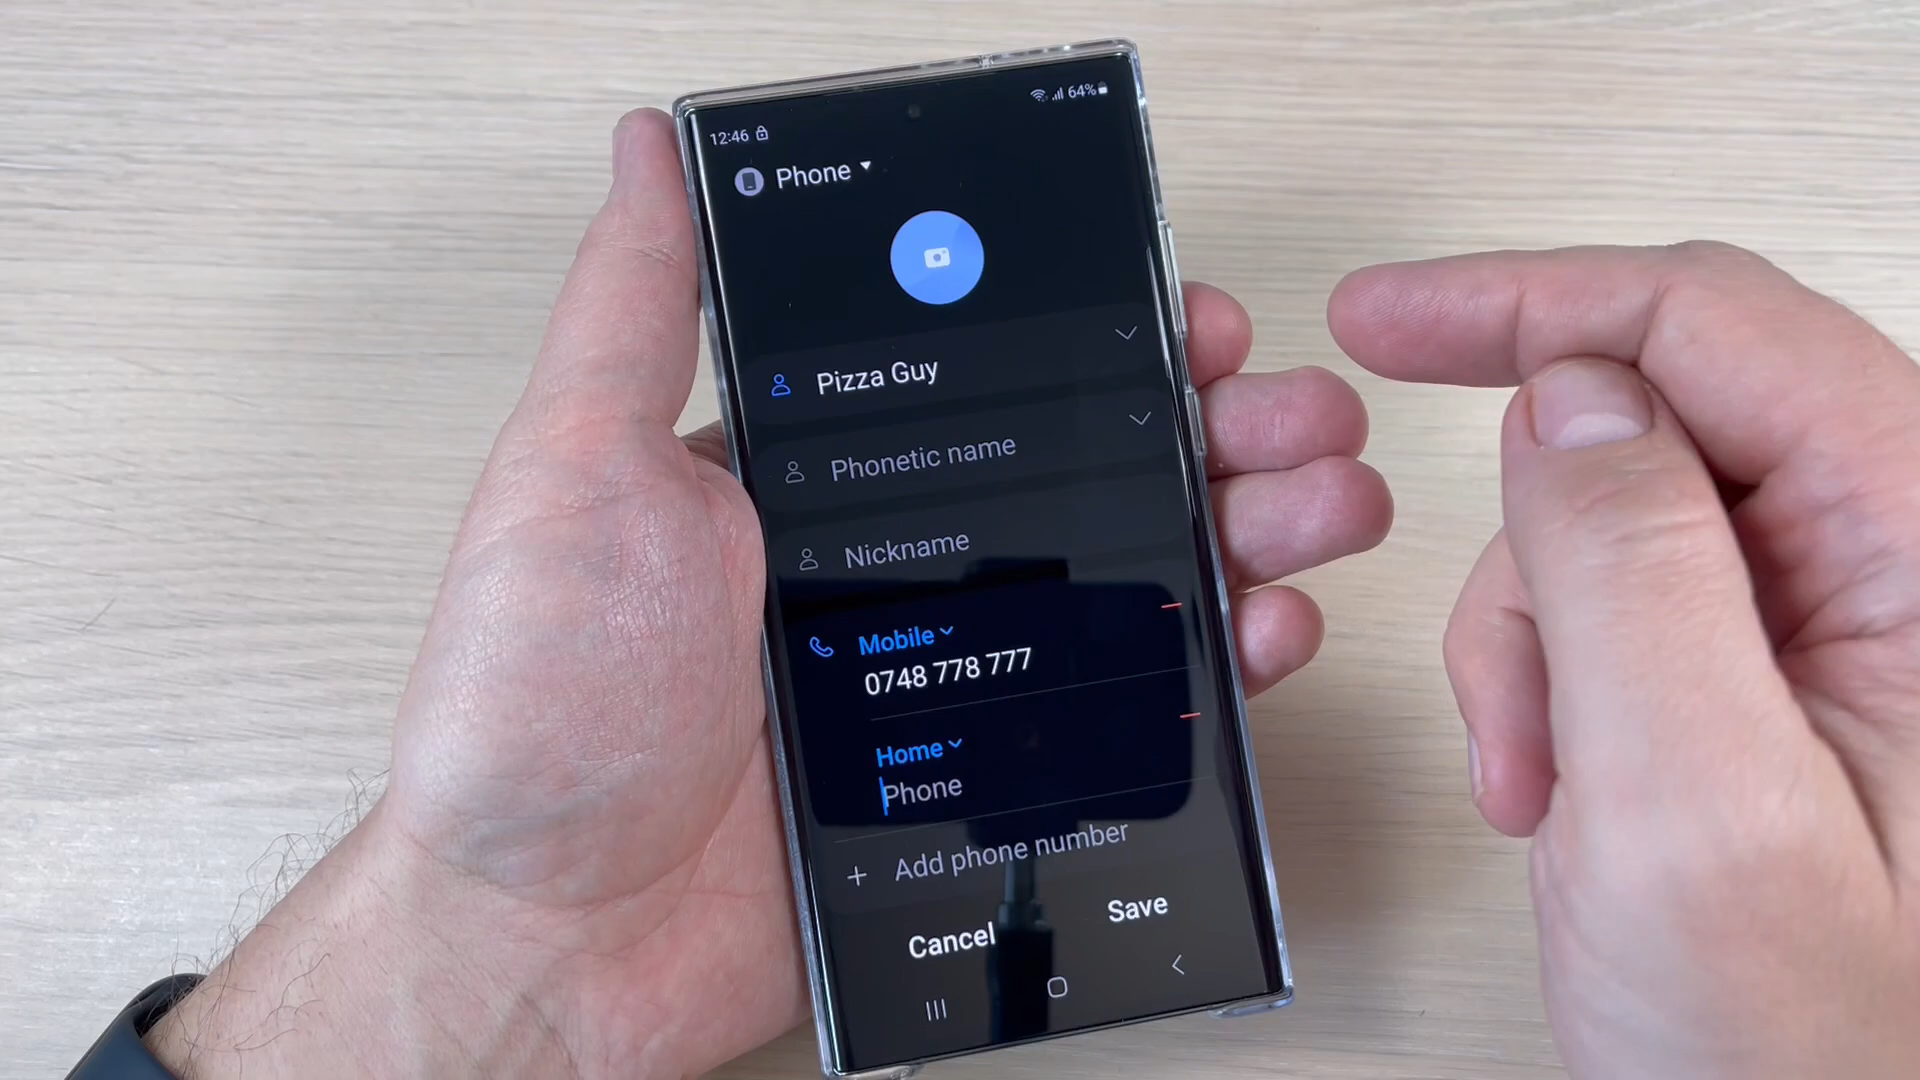 12:46
64%
Phone
Pizza Guy
Phonetic name
Nickname
Mobile
0748 778 777
Home
Phone
Add phone number
Cancel
Save